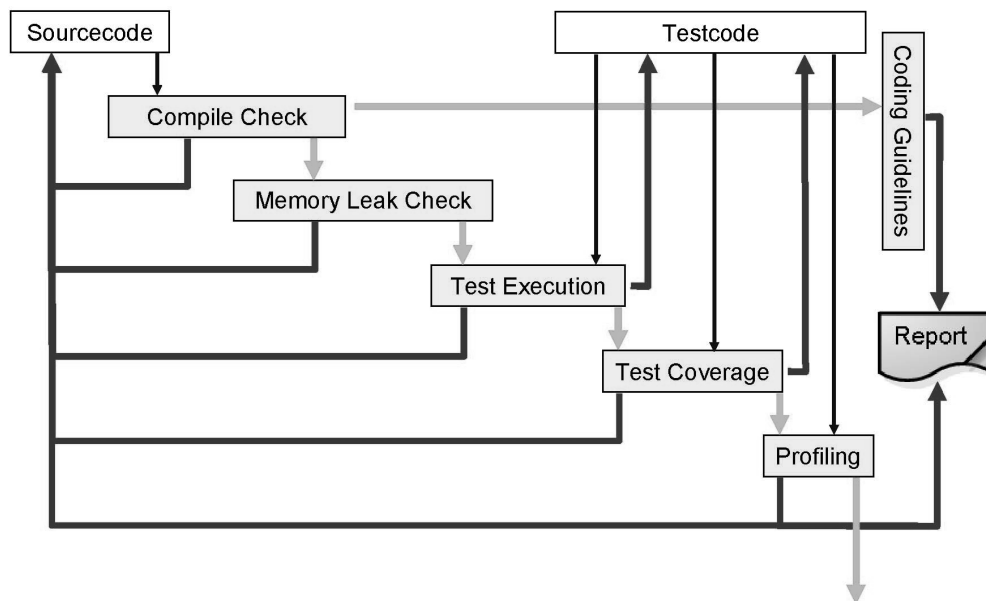 Sourcecode
Testcode
Coding Guidelines
Compile Check
Memory Leak Check
Test Execution
Report
Test Coverage
Profiling